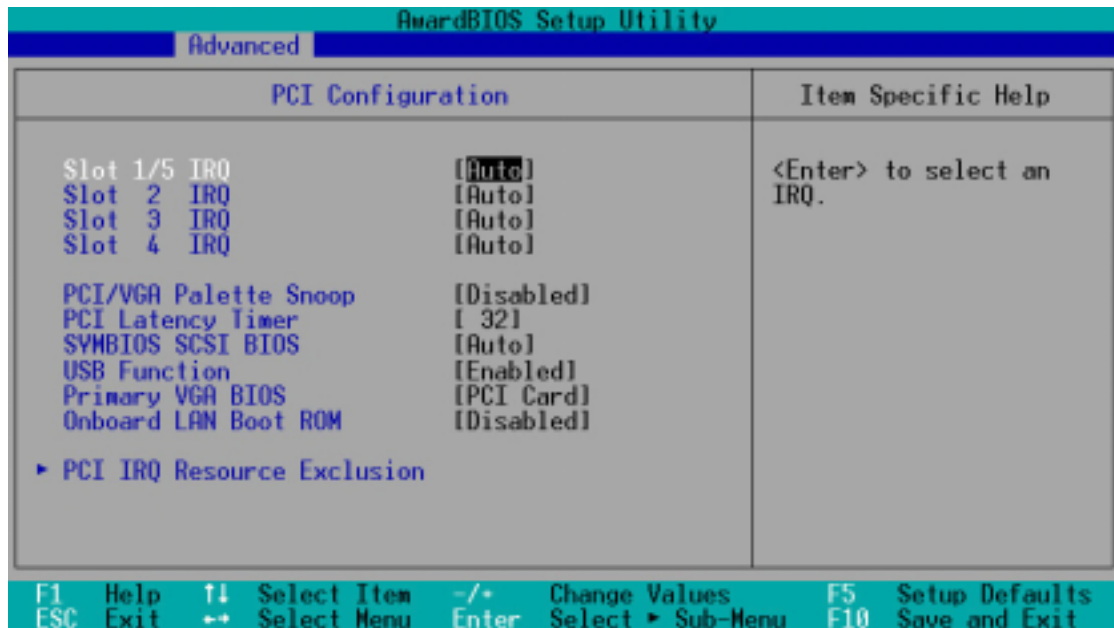 AwardBIOS Setup Utility
Advanced
PCI Configuration
Item Specific Help
Slot 1/5 IRQ [Auto]
Slot 2 IRQ [Auto]
Slot 3 IRQ [Auto]
Slot 4 IRQ [Auto]
PCI/VGA Palette Snoop [Disabled]
PCI Latency Timer [ 32]
SYMBIOS SCSI BIOS [Auto]
USB Function [Enabled]
Primary VGA BIOS [PCI Card]
Onboard LAN Boot ROM [Disabled]
▸ PCI IRQ Resource Exclusion
<Enter> to select an
IRQ.
F1 Help ↑↓ Select Item -/+ Change Values F5 Setup Defaults
ESC Exit ←→ Select Menu Enter Select ▸ Sub-Menu F10 Save and Exit